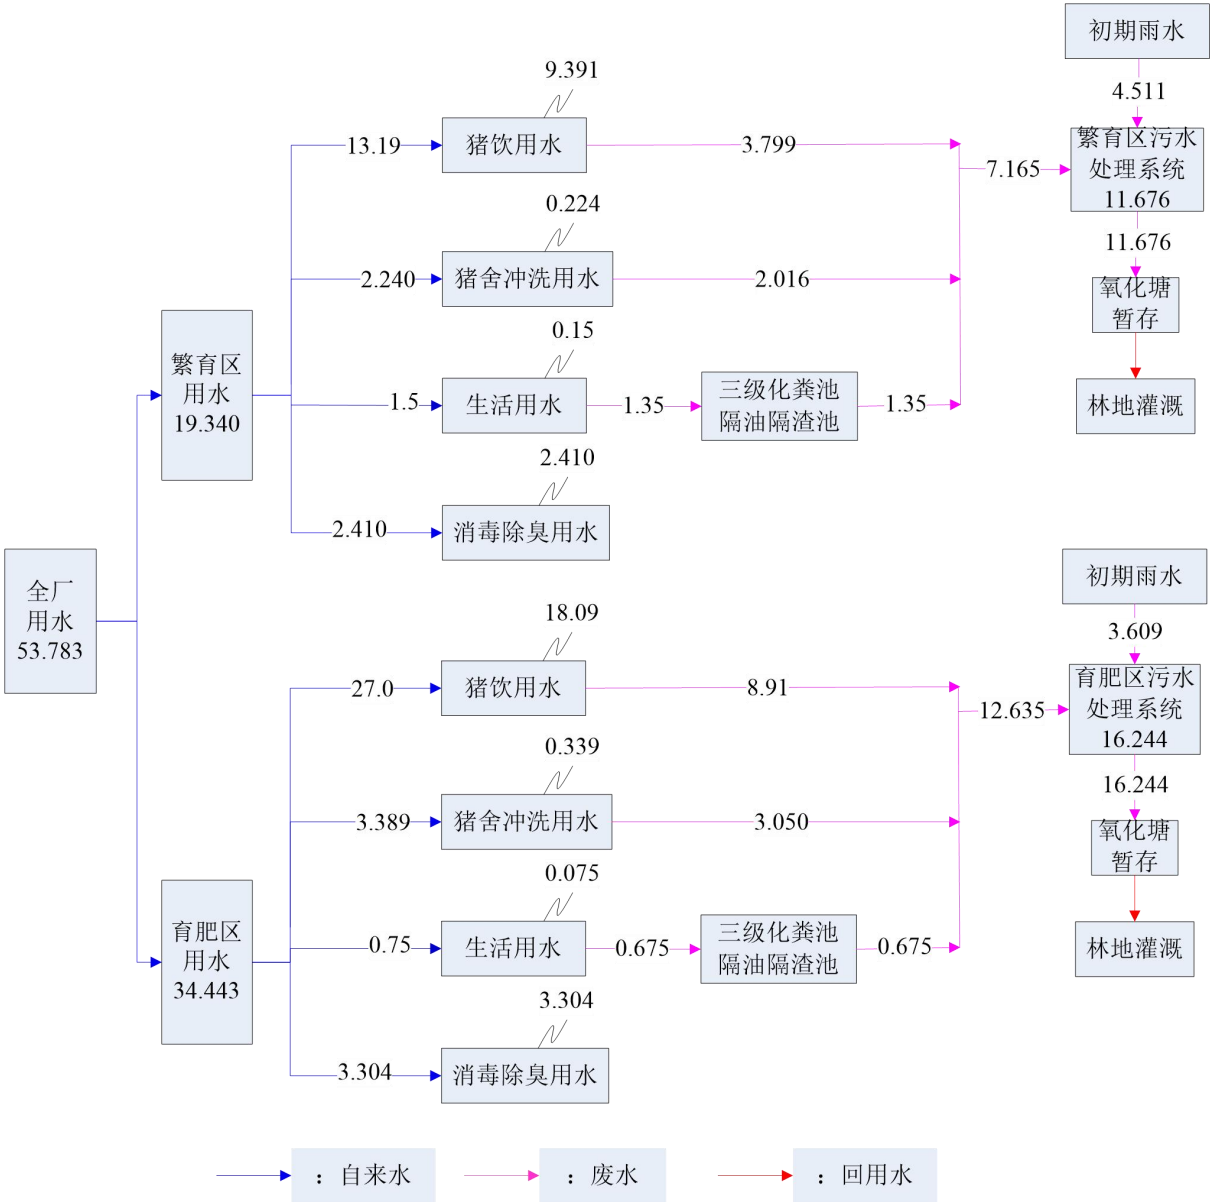 初期雨水
4.511
9.391
13.19
猪饮用水
3.799
7.165
繁育区污水
处理系统
11.676
0.224
2.240
猪舍冲洗用水
2.016
11.676
氧化塘
暂存
0.15
繁育区
用水
19.340
1.5
生活用水
1.35
三级化粪池
隔油隔渣池
1.35
林地灌溉
2.410
2.410
消毒除臭用水
全厂
用水
53.783
初期雨水
3.609
18.09
27.0
猪饮用水
8.91
12.635
育肥区污水
处理系统
16.244
0.339
3.389
猪舍冲洗用水
3.050
16.244
氧化塘
暂存
0.075
育肥区
用水
34.443
0.75
生活用水
0.675
三级化粪池
隔油隔渣池
0.675
林地灌溉
3.304
3.304
消毒除臭用水
：自来水
：废水
：回用水